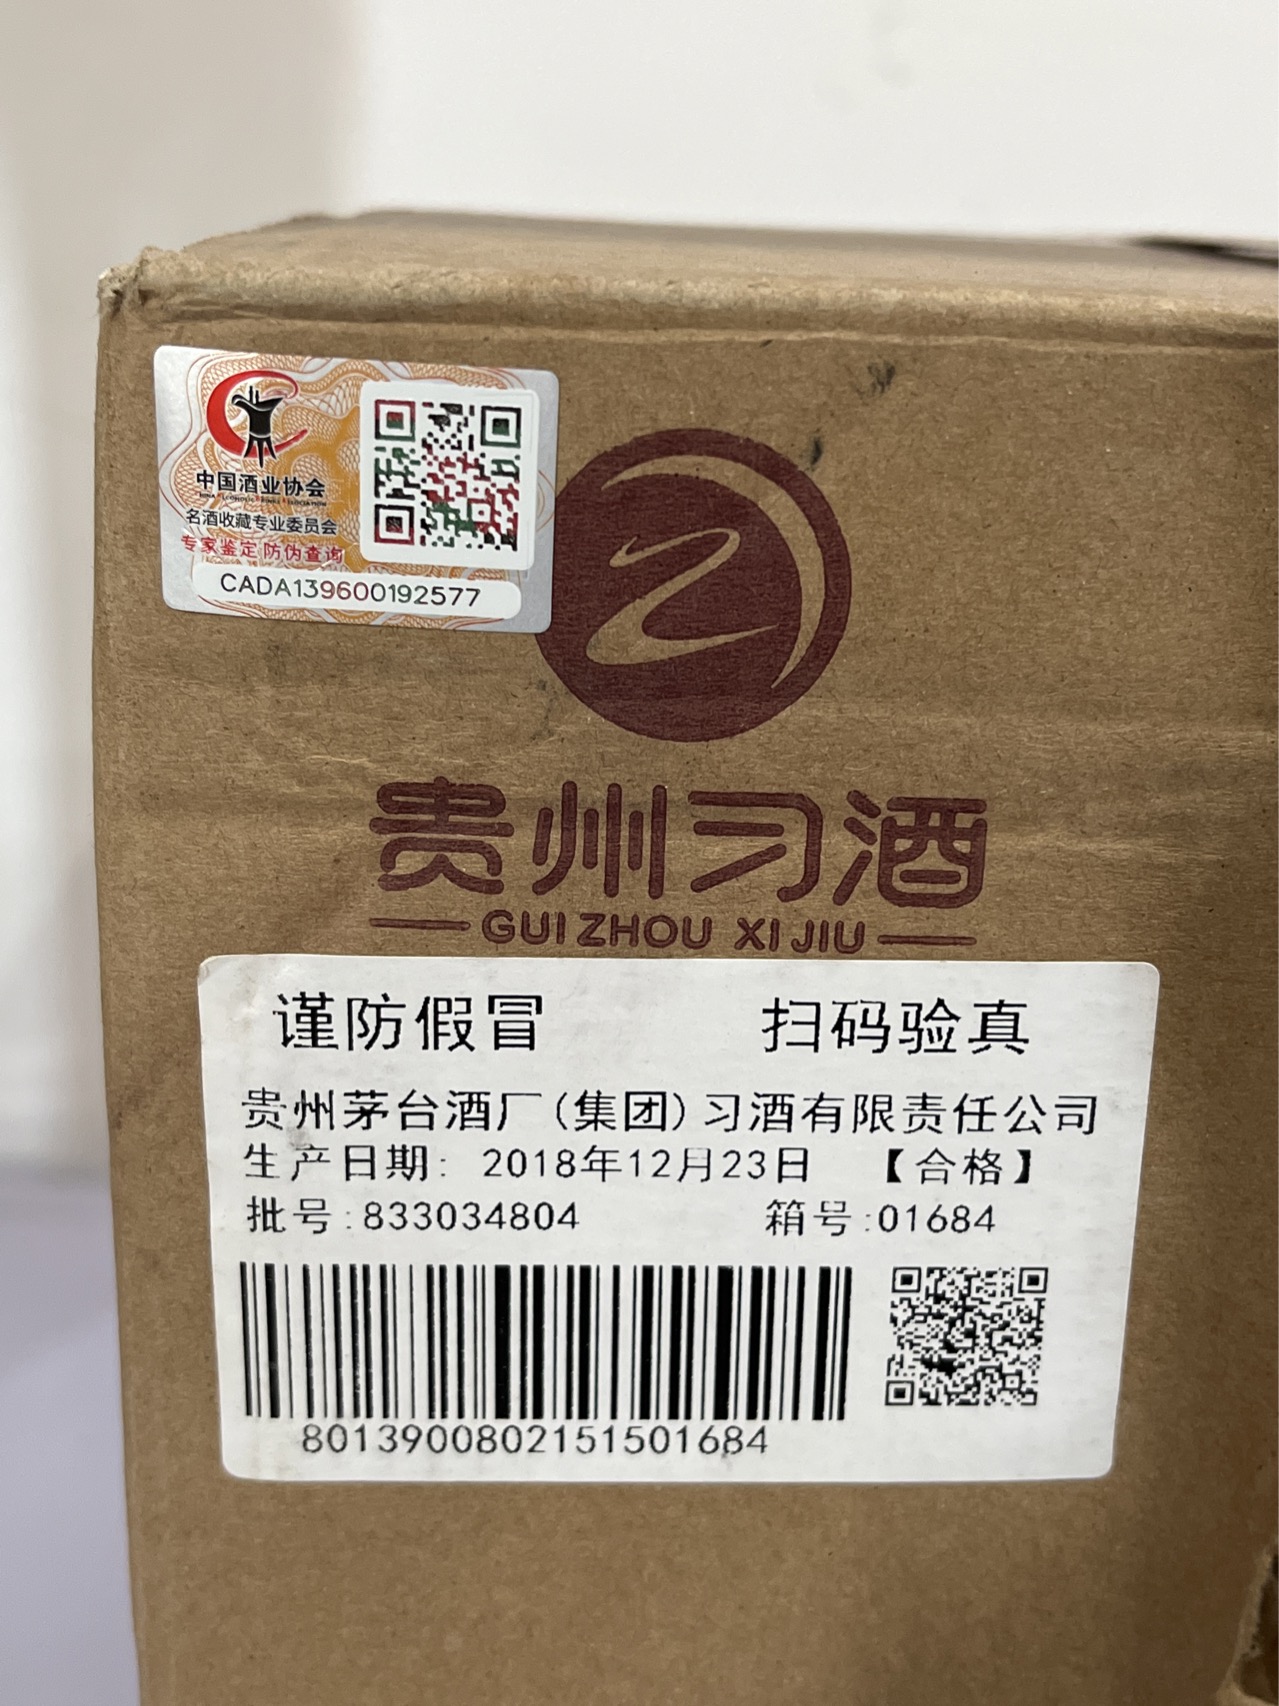 中国酒业协会
名酒收藏专业委员会
专家鉴定 防伪查询
CADA139600192577
贵州习酒
GUIZHOU XIJIU
谨防假冒 扫码验真
贵州茅台酒厂(集团)习酒有限责任公司
生产日期: 2018年12月23日 【合格】
批号:833034804 箱号:01684
8013900802151501684